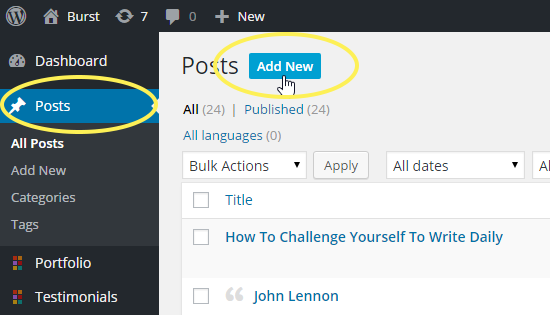 Burst 7 0 + New
Dashboard
Posts
All Posts
Add New
Categories
Tags
Portfolio
Testimonials
Posts Add New
All (24) | Published (24)
All languages (0)
Bulk Actions Apply All dates Al
Title
How To Challenge Yourself To Write Daily
John Lennon